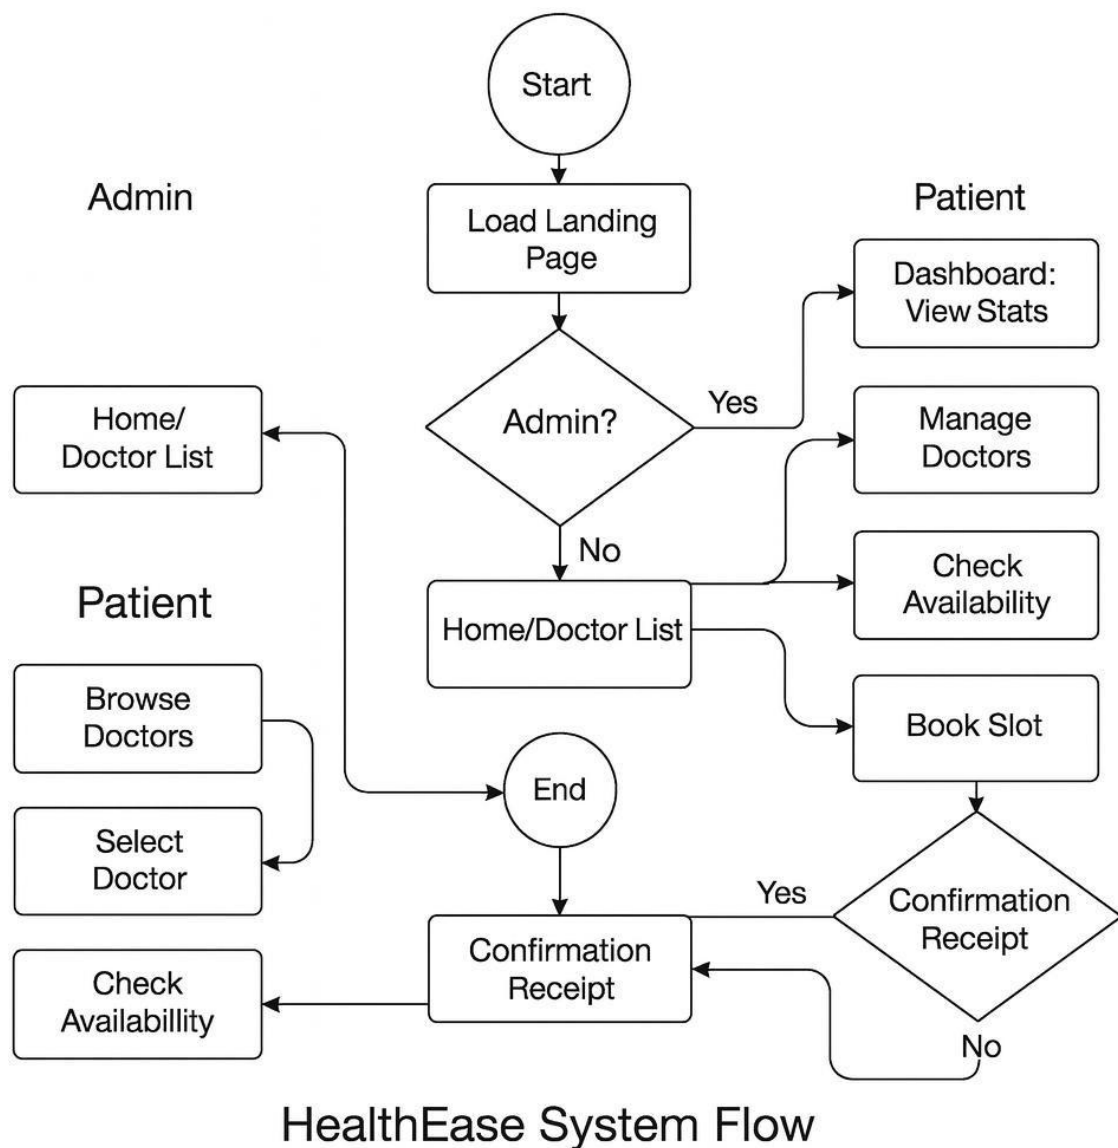 Start
Admin
Patient
Load Landing
Page
Dashboard:
View Stats
Admin?
Yes
Home/
Doctor List
Manage
Doctors
No
Check
Availability
Patient
Home/Doctor List
Browse
Doctors
Book Slot
End
Select
Doctor
Yes
Confirmation
Receipt
Confirmation
Receipt
Check
Availabillity
No
HealthEase System Flow